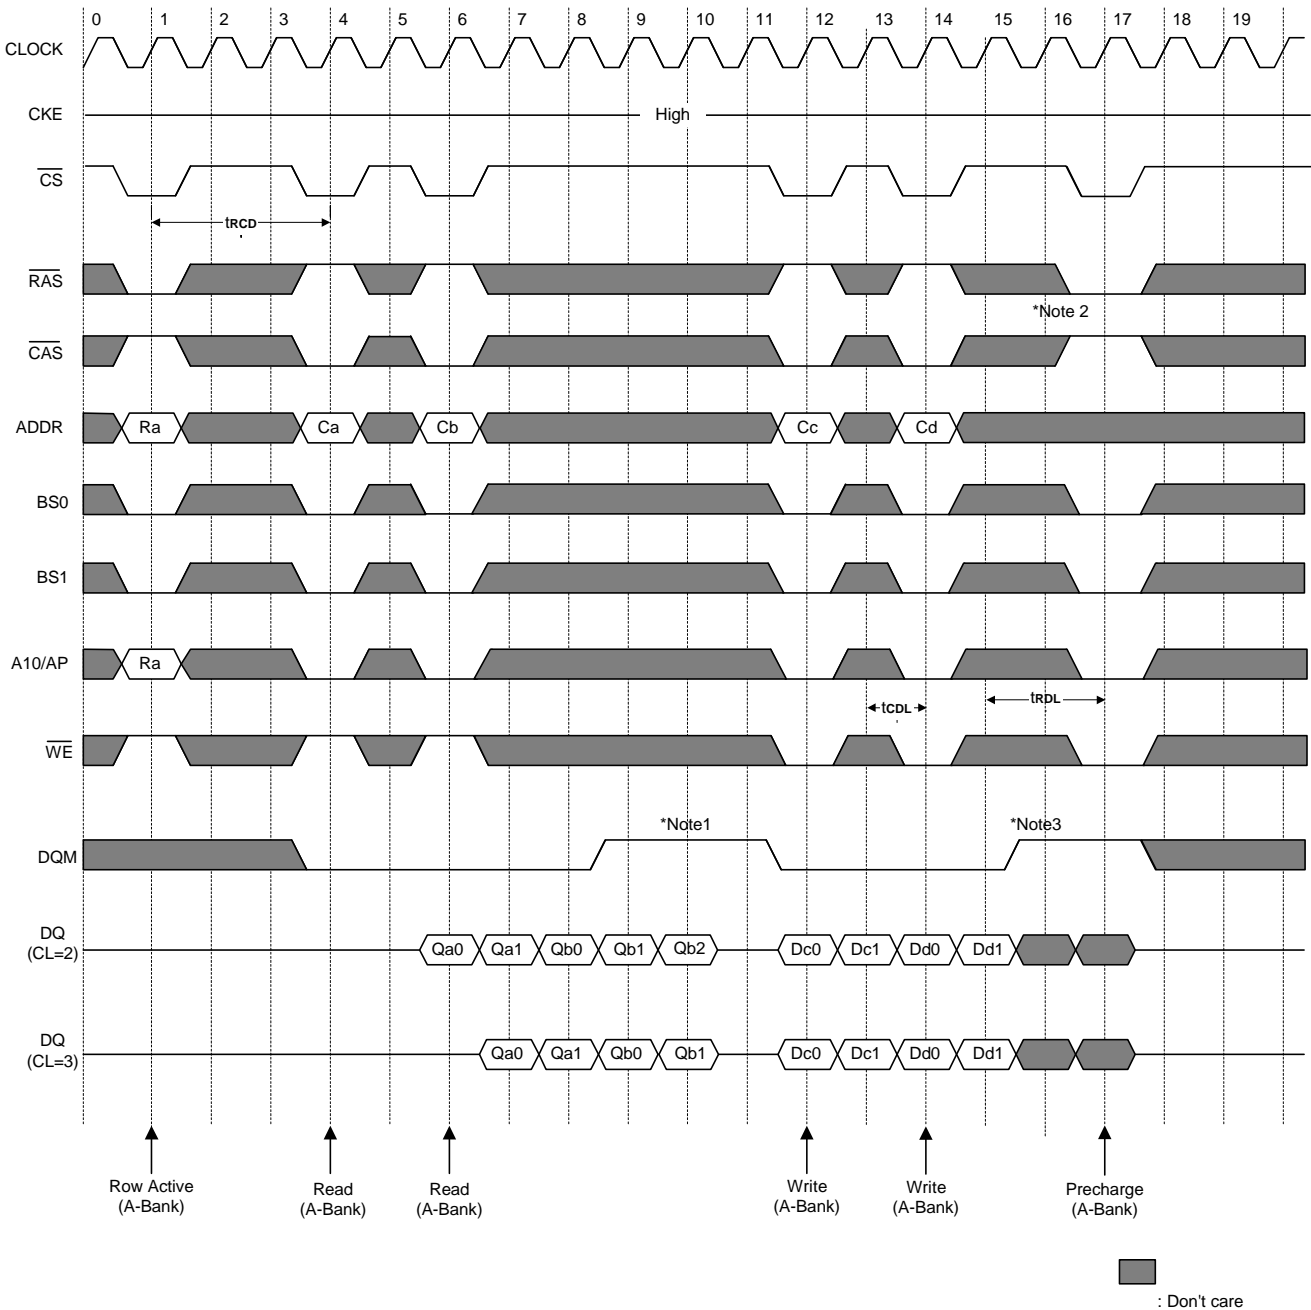 0 1 2 3 4 5 6 7 8 9 10 11 12 13 14 15 16 17 18 19
CLOCK
CKE High
CS
tRCD
RAS
*Note 2
CAS
ADDR Ra Ca Cb Cc Cd
BS0
BS1
A10/AP Ra
tCDL tRDL
WE
*Note1 *Note3
DQM
DQ
(CL=2) Qa0 Qa1 Qb0 Qb1 Qb2 Dc0 Dc1 Dd0 Dd1
DQ
(CL=3) Qa0 Qa1 Qb0 Qb1 Dc0 Dc1 Dd0 Dd1
Row Active
(A-Bank)
Read
(A-Bank)
Read
(A-Bank)
Write
(A-Bank)
Write
(A-Bank)
Precharge
(A-Bank)
: Don't care